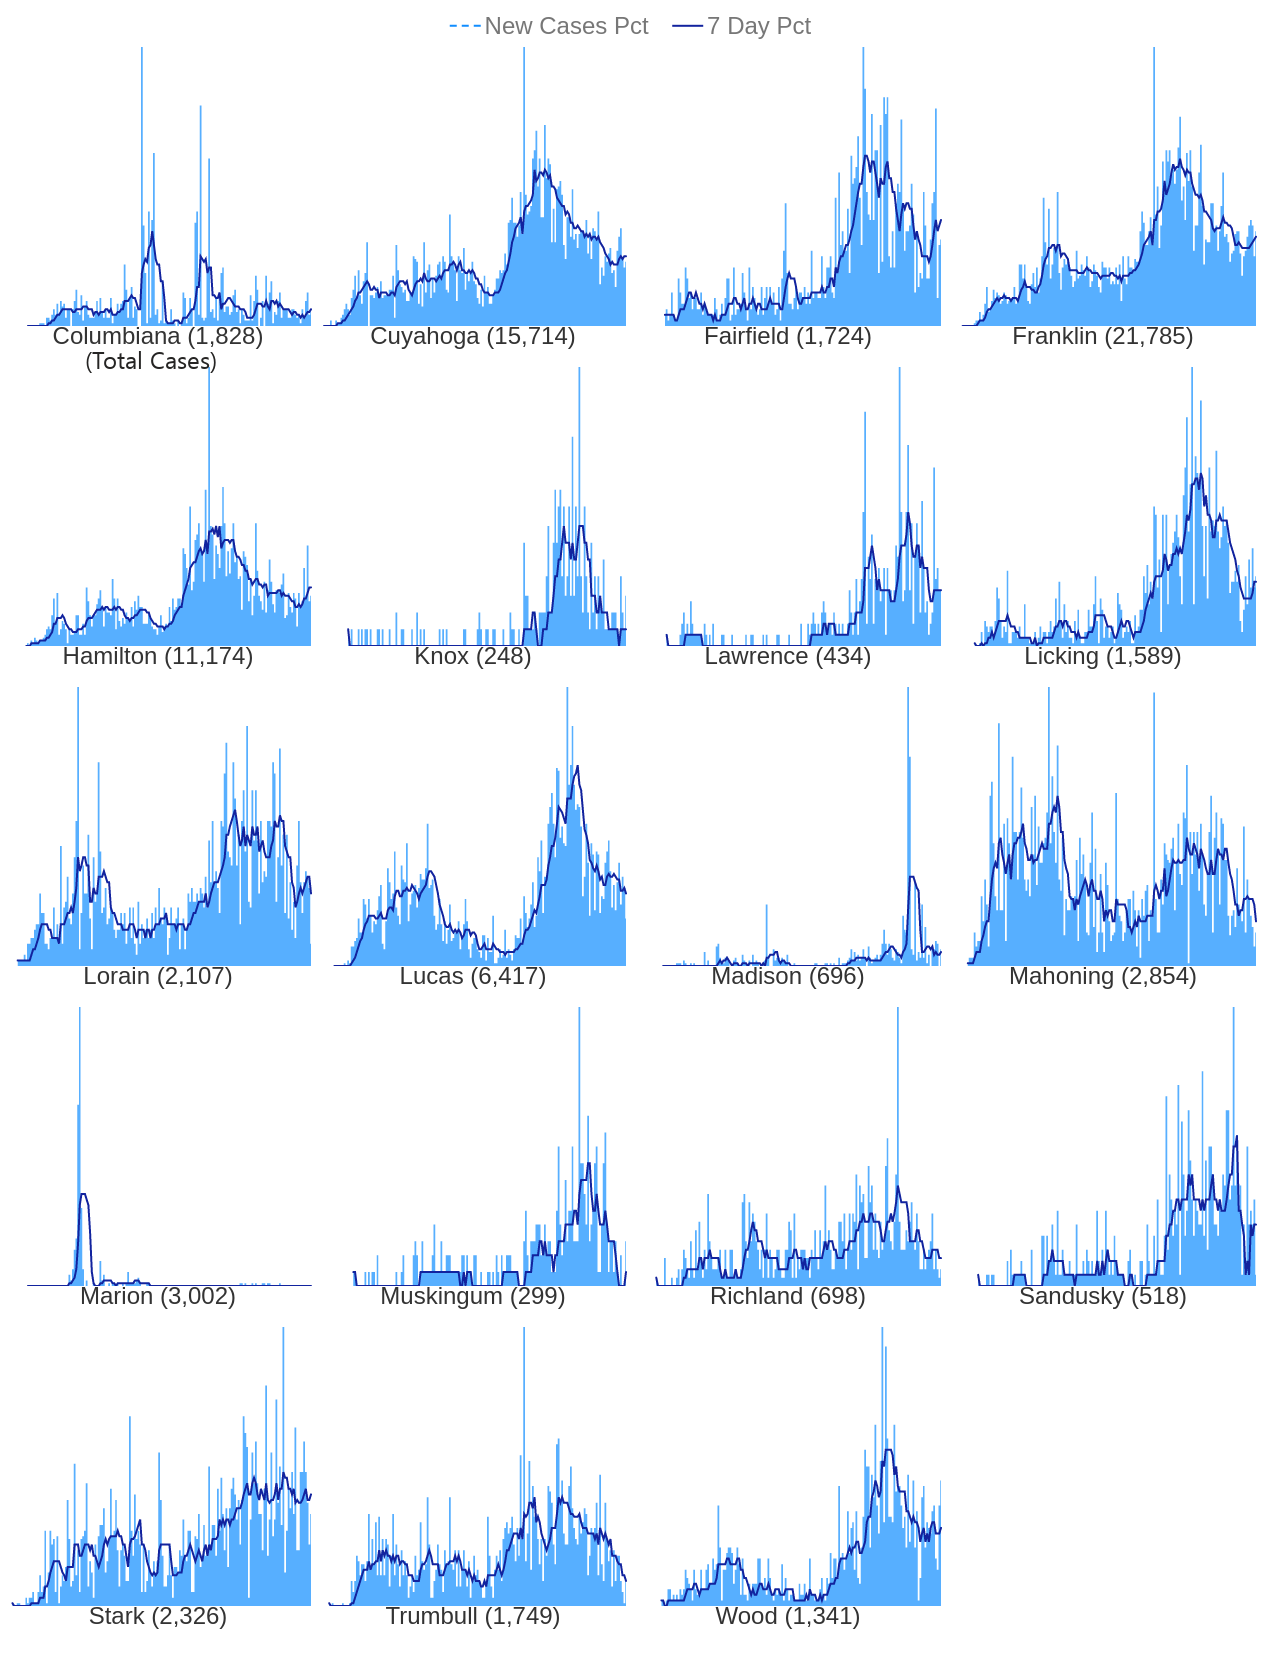 New Cases Pct 7 Day Pct
Columbiana (1,828) Cuyahoga (15,714) Fairfield (1,724) Franklin (21,785)
(Total Cases)
Hamilton (11,174) Knox (248) Lawrence (434) Licking (1,589)
Lorain (2,107) Lucas (6,417) Madison (696) Mahoning (2,854)
Marion (3,002) Muskingum (299) Richland (698) Sandusky (518)
Stark (2,326) Trumbull (1,749) Wood (1,341)